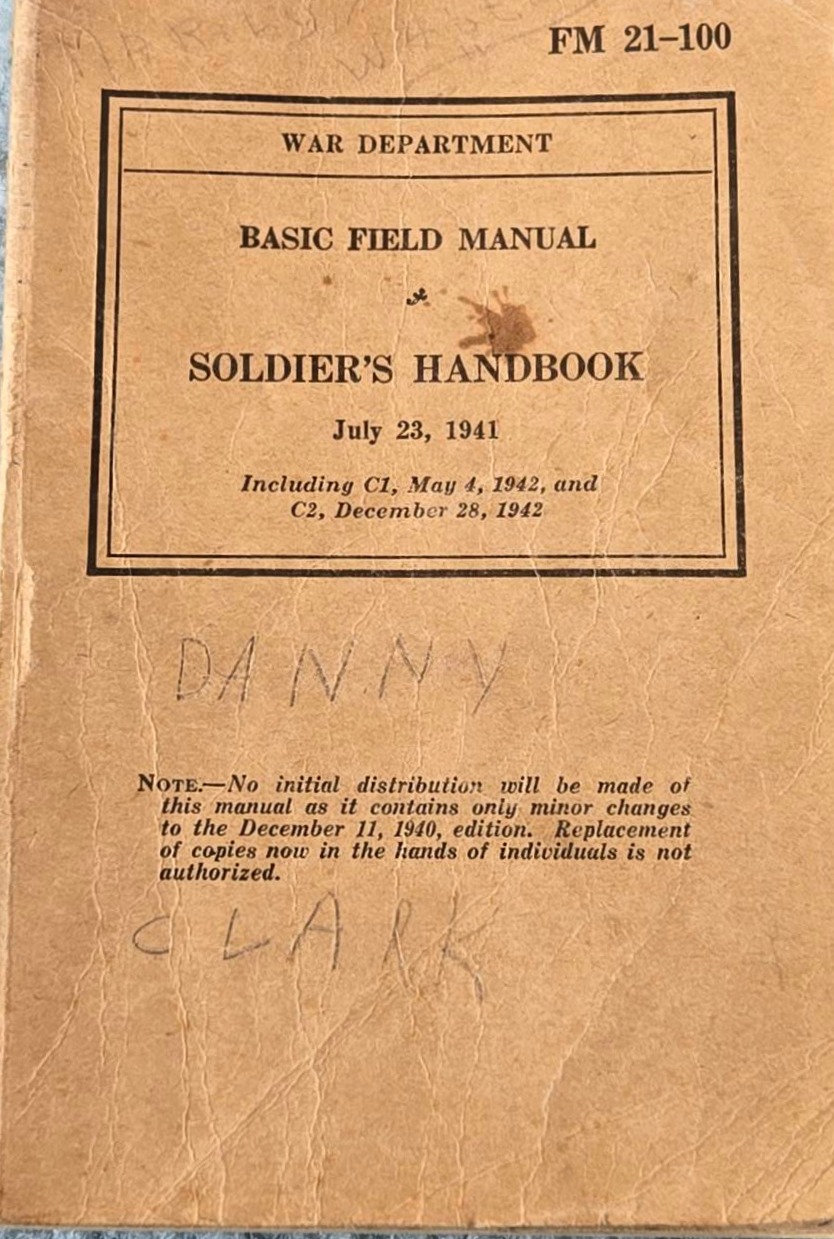 FM 21–100
WAR DEPARTMENT
BASIC FIELD MANUAL
SOLDIER'S HANDBOOK
July 23, 1941
Including C1, May 4, 1942, and
C2, December 28, 1942
DANNY
NOTE.—No initial distribution will be made of
this manual as it contains only minor changes
to the December 11, 1940, edition. Replacement
of copies now in the hands of individuals is not
authorized.
CLARK